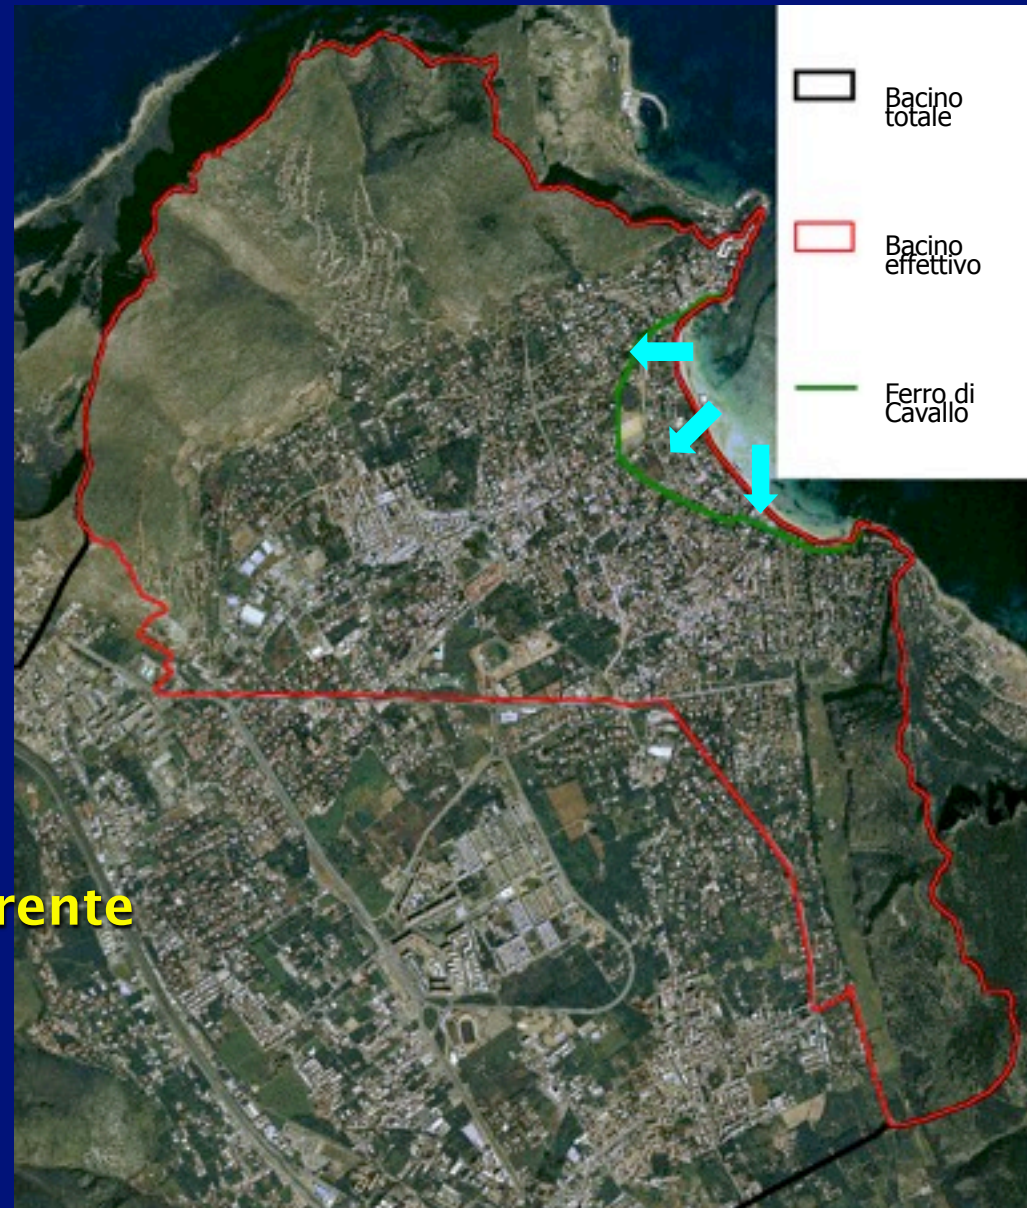 Bacino
totale
Bacino
effettivo
Ferro di
Cavallo
rente